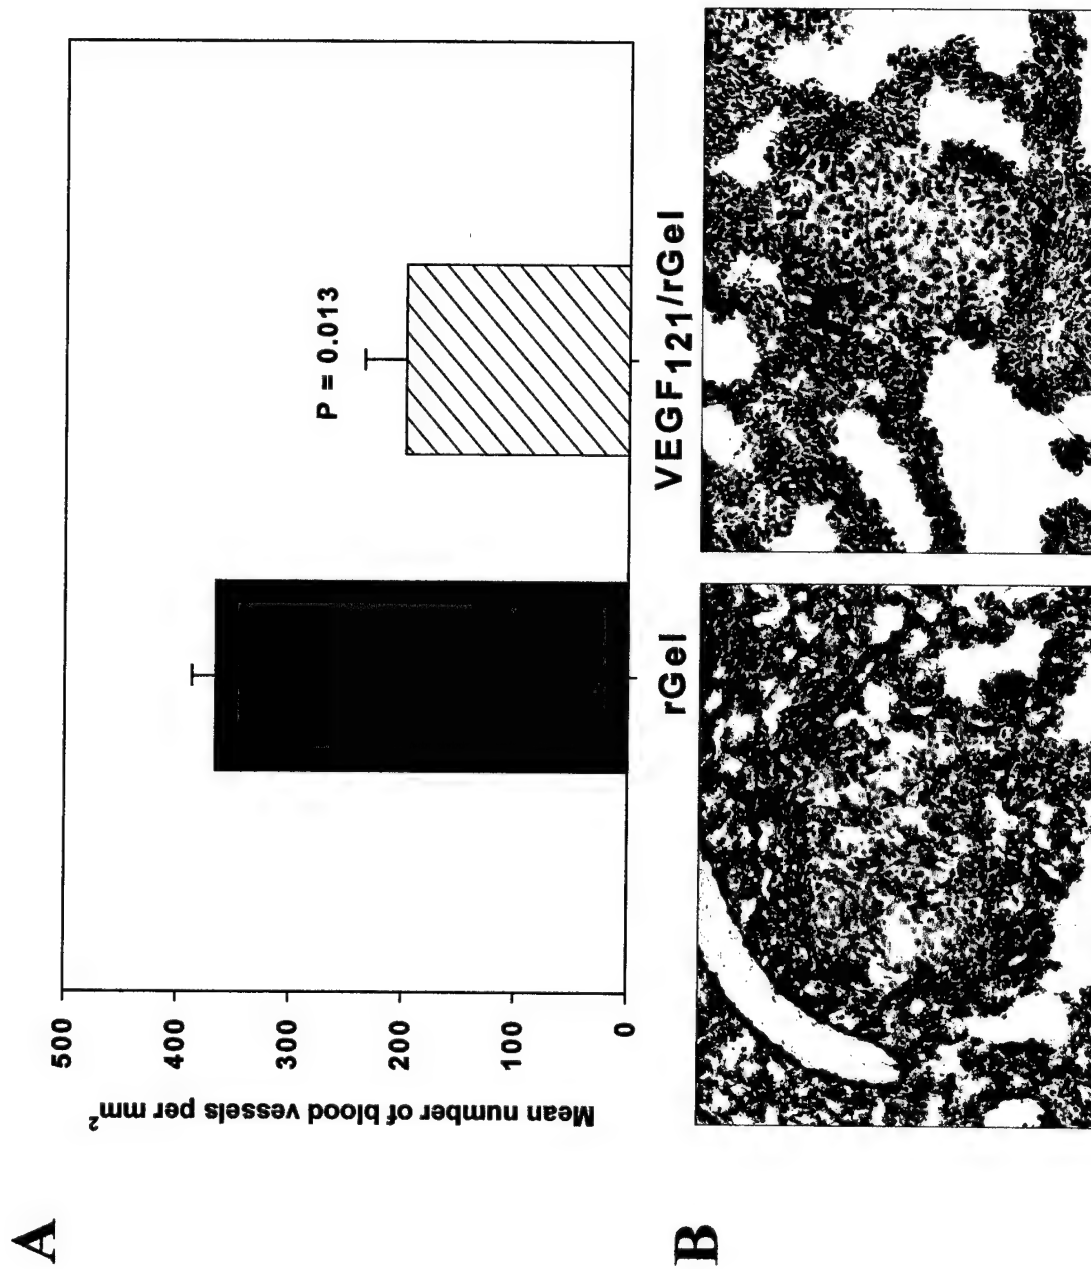 A
Mean number of blood vessels per mm²
500
400
300
200
100
0
P = 0.013
rGel
VEGF121/rGel
B